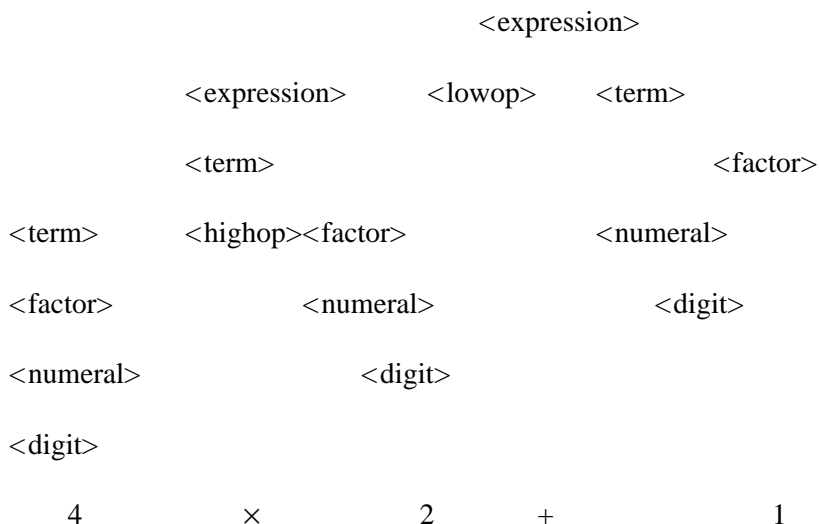 <expression>
<expression> <lowop> <term>
<term> <factor>
<term> <highop><factor> <numeral>
<factor> <numeral> <digit>
<numeral> <digit>
<digit>
4 × 2 + 1